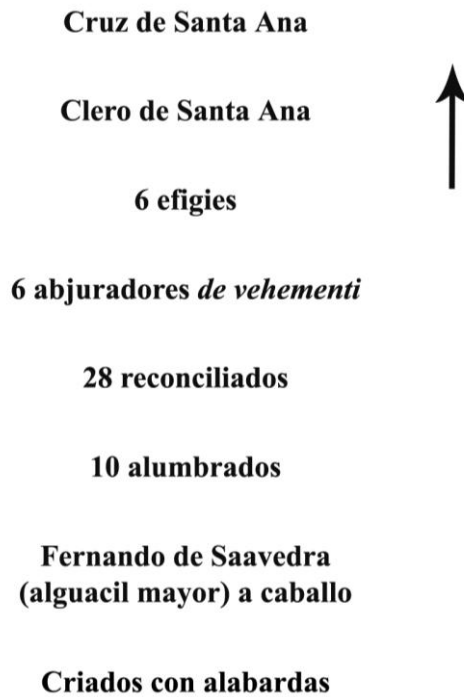 Cruz de Santa Ana
Clero de Santa Ana
6 efigies
6 abjuradores de vehementi
28 reconciliados
10 alumbrados
Fernando de Saavedra
(alguacil mayor) a caballo
Criados con alabardas